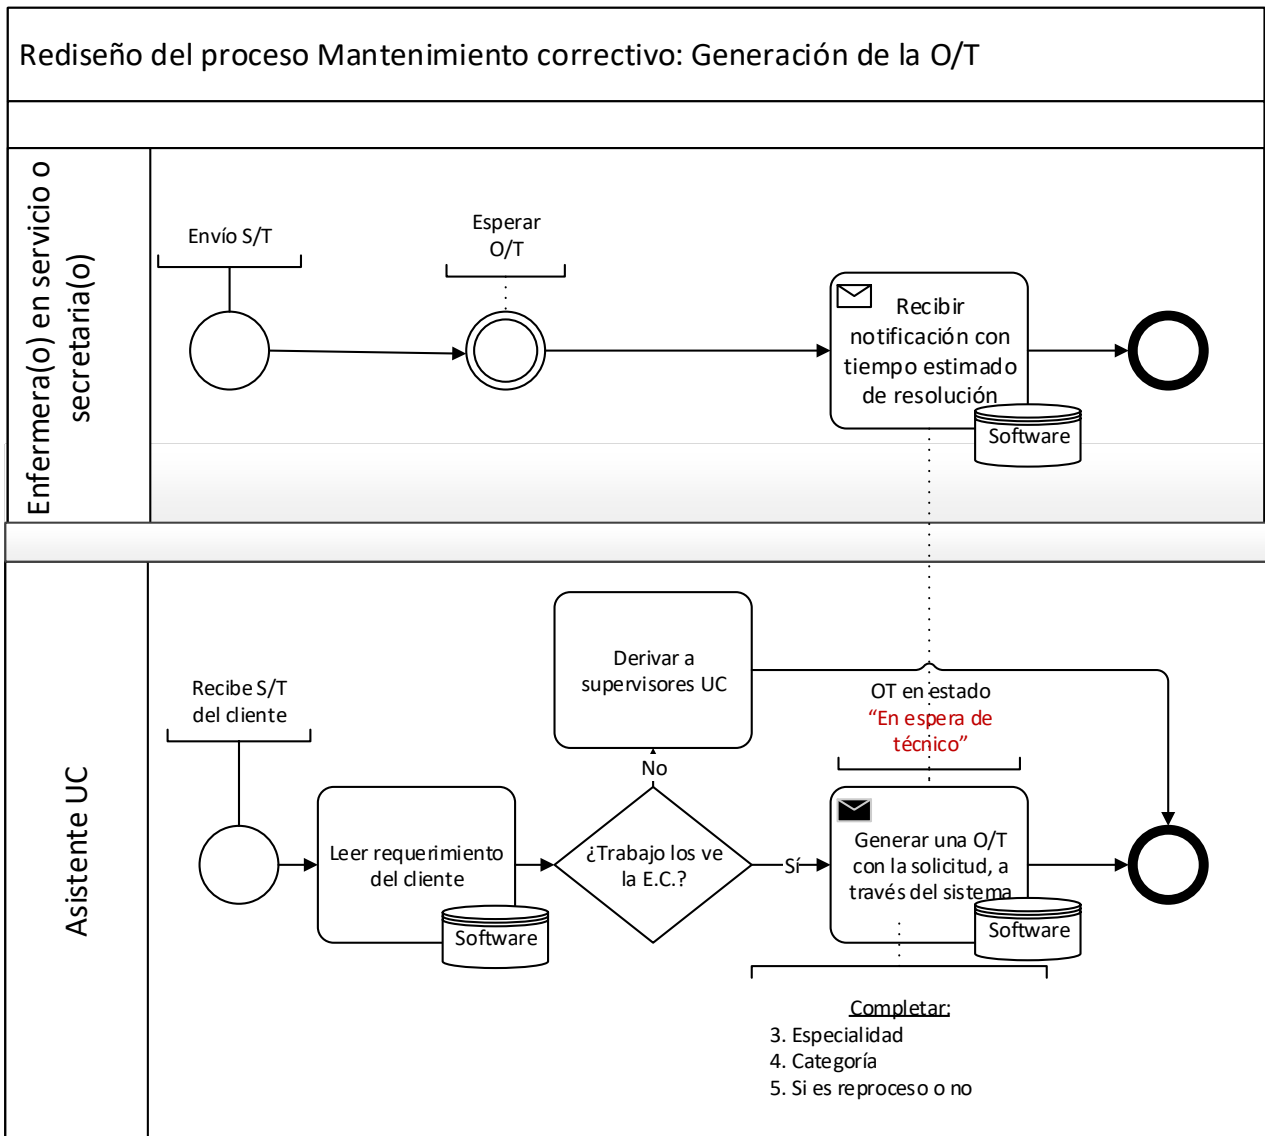 Rediseño del proceso Mantenimiento correctivo: Generación de la O/T
Enfermera(o) en servicio o
secretaria(o)
Envío S/T
Esperar
O/T
Recibir
notificación con
tiempo estimado
de resolución
Software
Asistente UC
Recibe S/T
del cliente
Leer requerimiento
del cliente
Software
Derivar a
supervisores UC
No
¿Trabajo los ve
la E.C.?
Sí
OT en estado
“En espera de
técnico”
Generar una O/T
con la solicitud, a
través del sistema
Software
Completar:
3. Especialidad
4. Categoría
5. Si es reproceso o no